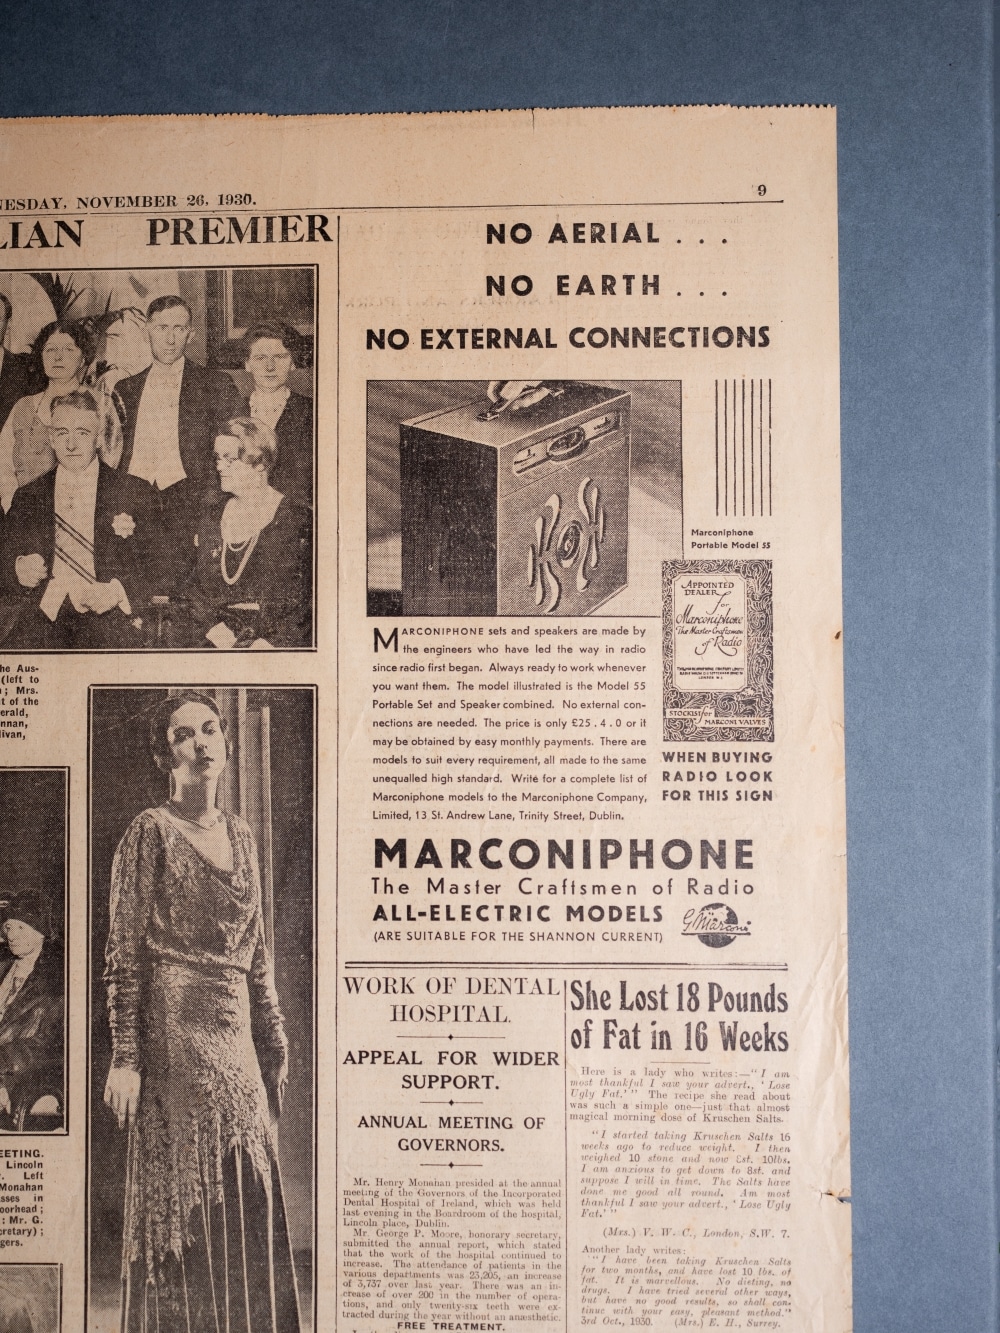 NESDAY, NOVEMBER 26, 1930.
9
LIAN PREMIER
he Aus-
(left to
; Mrs.
t of the
erald,
nnan,
livan,
EETING.
Lincoln
. Left
Monahan
sses in
oorhead;
: Mr. G.
cretary);
gers.
NO AERIAL . . .
NO EARTH . . .
NO EXTERNAL CONNECTIONS
Marconiphone
Portable Model 55
MARCONIPHONE sets and speakers are made by
the engineers who have led the way in radio
since radio first began. Always ready to work whenever
you want them. The model illustrated is the Model 55
Portable Set and Speaker combined. No external con-
nections are needed. The price is only £25 . 4 . 0 or it
may be obtained by easy monthly payments. There are
models to suit every requirement, all made to the same
unequalled high standard. Write for a complete list of
Marconiphone models to the Marconiphone Company,
Limited, 13 St. Andrew Lane, Trinity Street, Dublin.
APPOINTED
DEALER
for
Marconiphone
The Master Craftsmen
of Radio
STOCKIST for
MARCONI VALVES
WHEN BUYING
RADIO LOOK
FOR THIS SIGN
MARCONIPHONE
The Master Craftsmen of Radio
ALL-ELECTRIC MODELS
(ARE SUITABLE FOR THE SHANNON CURRENT)
G Marconi
WORK OF DENTAL
HOSPITAL.
APPEAL FOR WIDER
SUPPORT.
ANNUAL MEETING OF
GOVERNORS.
Mr. Henry Monahan presided at the annual
meeting of the Governors of the Incorporated
Dental Hospital of Ireland, which was held
last evening in the Boardroom of the hospital,
Lincoln place, Dublin.
Mr. George P. Moore, honorary secretary,
submitted the annual report, which stated
that the work of the hospital continued to
increase. The attendance of patients in the
various departments was 23,205, an increase
of 3,737 over last year. There was an in-
crease of over 200 in the number of opera-
tions, and only twenty-six teeth were ex-
tracted during the year without an anæsthetic.
FREE TREATMENT.
She Lost 18 Pounds
of Fat in 16 Weeks
Here is a lady who writes:—"I am
most thankful I saw your advert., 'Lose
Ugly Fat.'" The recipe she read about
was such a simple one—just that almost
magical morning dose of Kruschen Salts.
"I started taking Kruschen Salts 16
weeks ago to reduce weight. I then
weighed 10 stone and now 8st. 10lbs.
I am anxious to get down to 8st. and
suppose I will in time. The Salts have
done me good all round. Am most
thankful I saw your advert., 'Lose Ugly
Fat.'"
(Mrs.) V. W. C., London, S.W. 7.
Another lady writes:
"I have been taking Kruschen Salts
for two months, and have lost 10 lbs. of
fat. It is marvellous. No dieting, no
drugs. I have tried several other ways,
but have no good results, so shall con-
tinue with your easy, pleasant method."
3rd Oct., 1930. (Mrs.) E. H., Surrey.